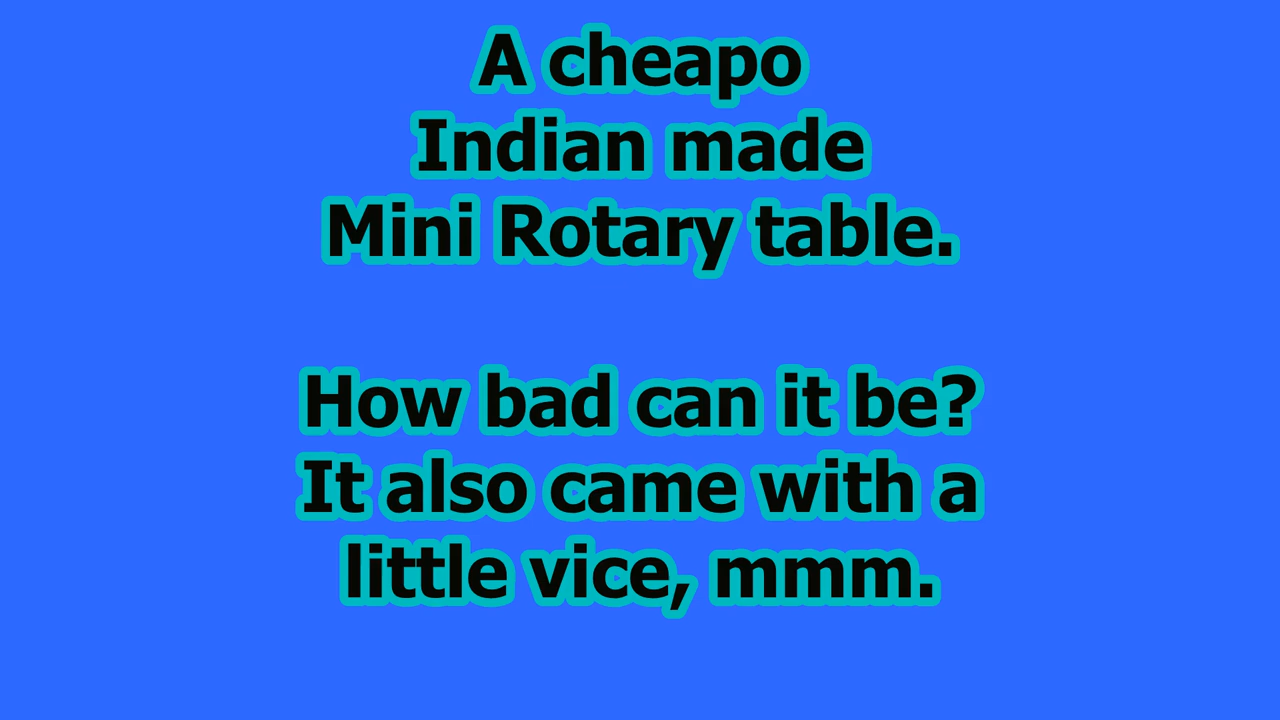 A cheapo
Indian made
Mini Rotary table.
How bad can it be?
It also came with a
little vice, mmm.